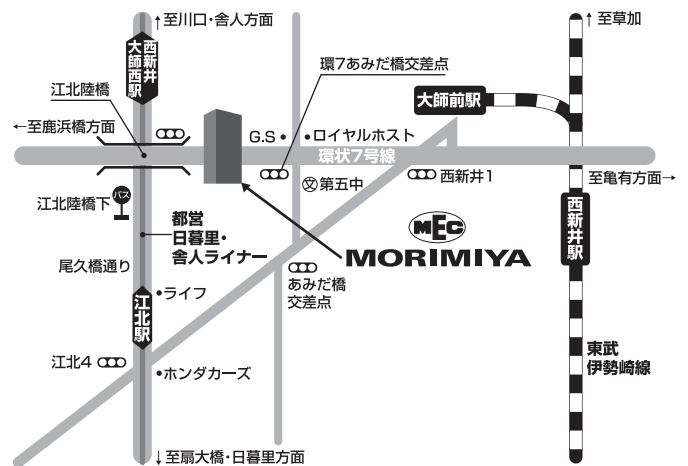 ↑至川口・舎人方面
↑至草加
西新井
大師西駅
環7あみだ橋交差点
江北陸橋
大師前駅
←至鹿浜橋方面
G.S
ロイヤルホスト
環状7号線
文第五中
西新井1
至亀有方面→
バス
江北陸橋下
都営
日暮里・
舎人ライナー
MEC
MORIMIYA
西新井駅
尾久橋通り
あみだ橋
交差点
ライフ
江北駅
東武
伊勢崎線
江北4
ホンダカーズ
↓至扇大橋・日暮里方面